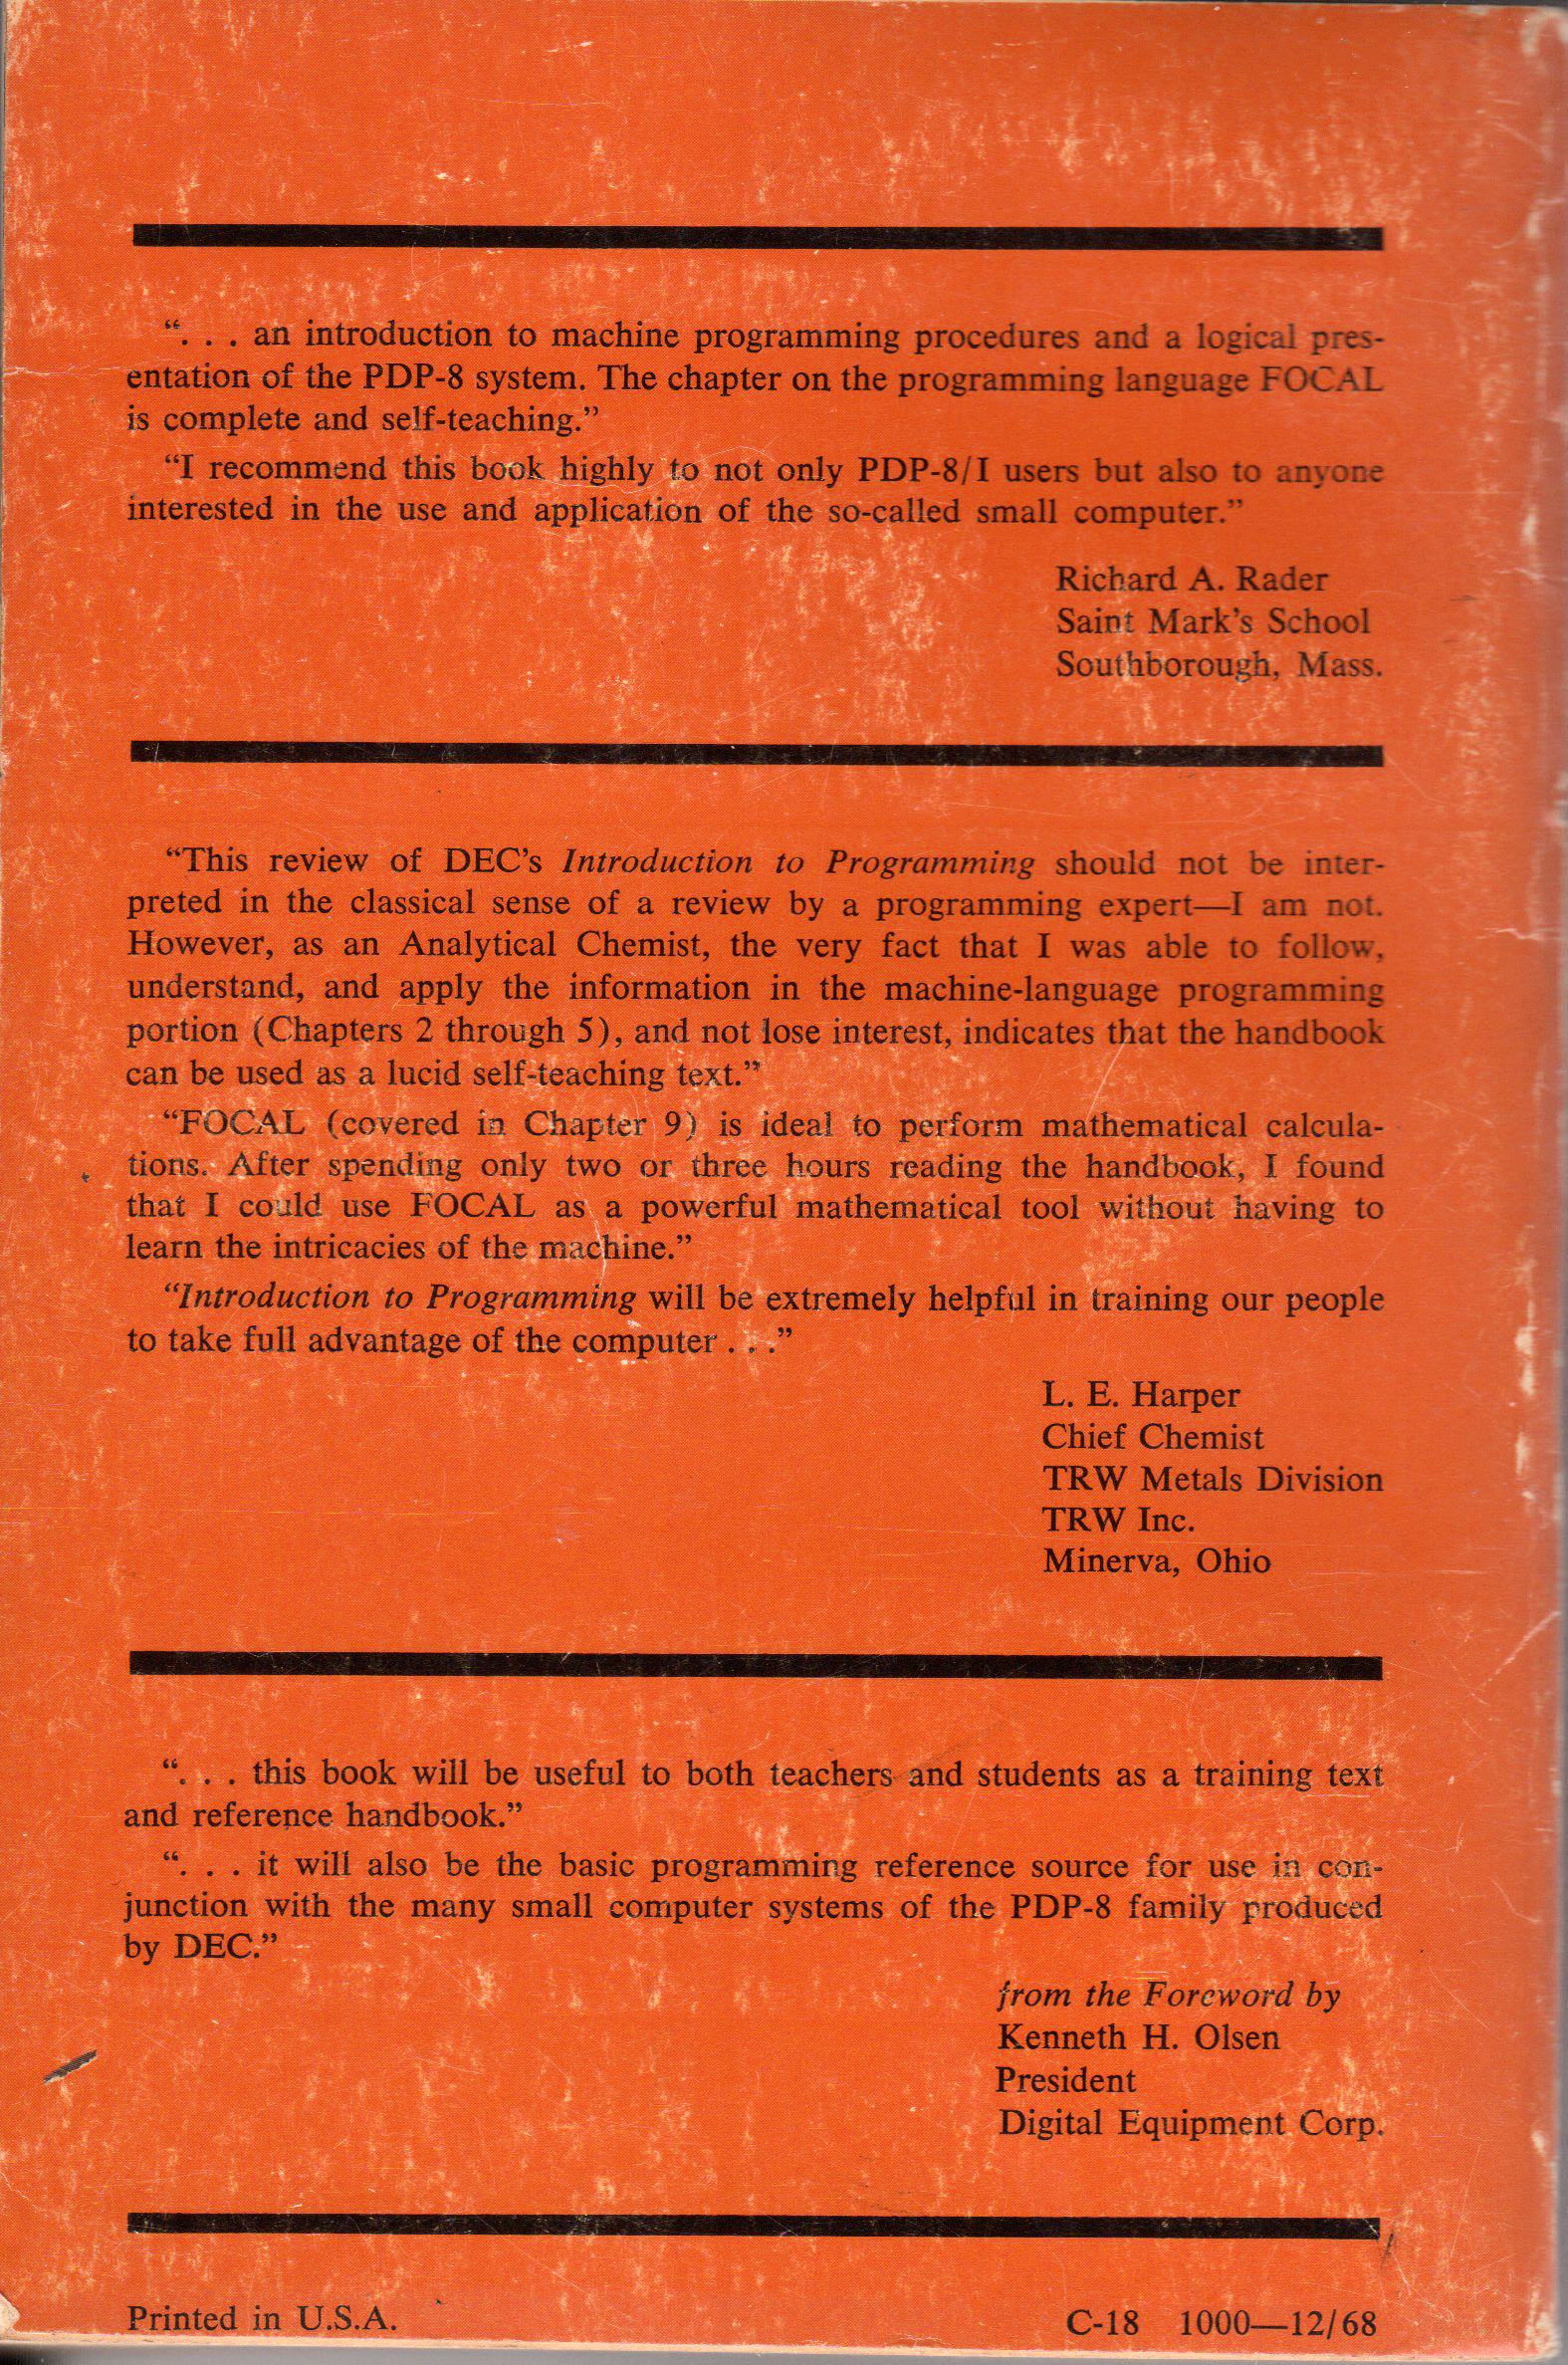 “. . . an introduction to machine programming procedures and a logical pres-
entation of the PDP-8 system. The chapter on the programming language FOCAL
is complete and self-teaching.”
“I recommend this book highly to not only PDP-8/I users but also to anyone
interested in the use and application of the so-called small computer.”
Richard A. Rader
Saint Mark’s School
Southborough, Mass.
“This review of DEC’s Introduction to Programming should not be inter-
preted in the classical sense of a review by a programming expert—I am not.
However, as an Analytical Chemist, the very fact that I was able to follow,
understand, and apply the information in the machine-language programming
portion (Chapters 2 through 5), and not lose interest, indicates that the handbook
can be used as a lucid self-teaching text.”
“FOCAL (covered in Chapter 9) is ideal to perform mathematical calcula-
tions. After spending only two or three hours reading the handbook, I found
that I could use FOCAL as a powerful mathematical tool without having to
learn the intricacies of the machine.”
“Introduction to Programming will be extremely helpful in training our people
to take full advantage of the computer . . .”
L. E. Harper
Chief Chemist
TRW Metals Division
TRW Inc.
Minerva, Ohio
“. . . this book will be useful to both teachers and students as a training text
and reference handbook.”
“. . . it will also be the basic programming reference source for use in con-
junction with the many small computer systems of the PDP-8 family produced
by DEC.”
from the Foreword by
Kenneth H. Olsen
President
Digital Equipment Corp.
Printed in U.S.A.
C-18 1000—12/68